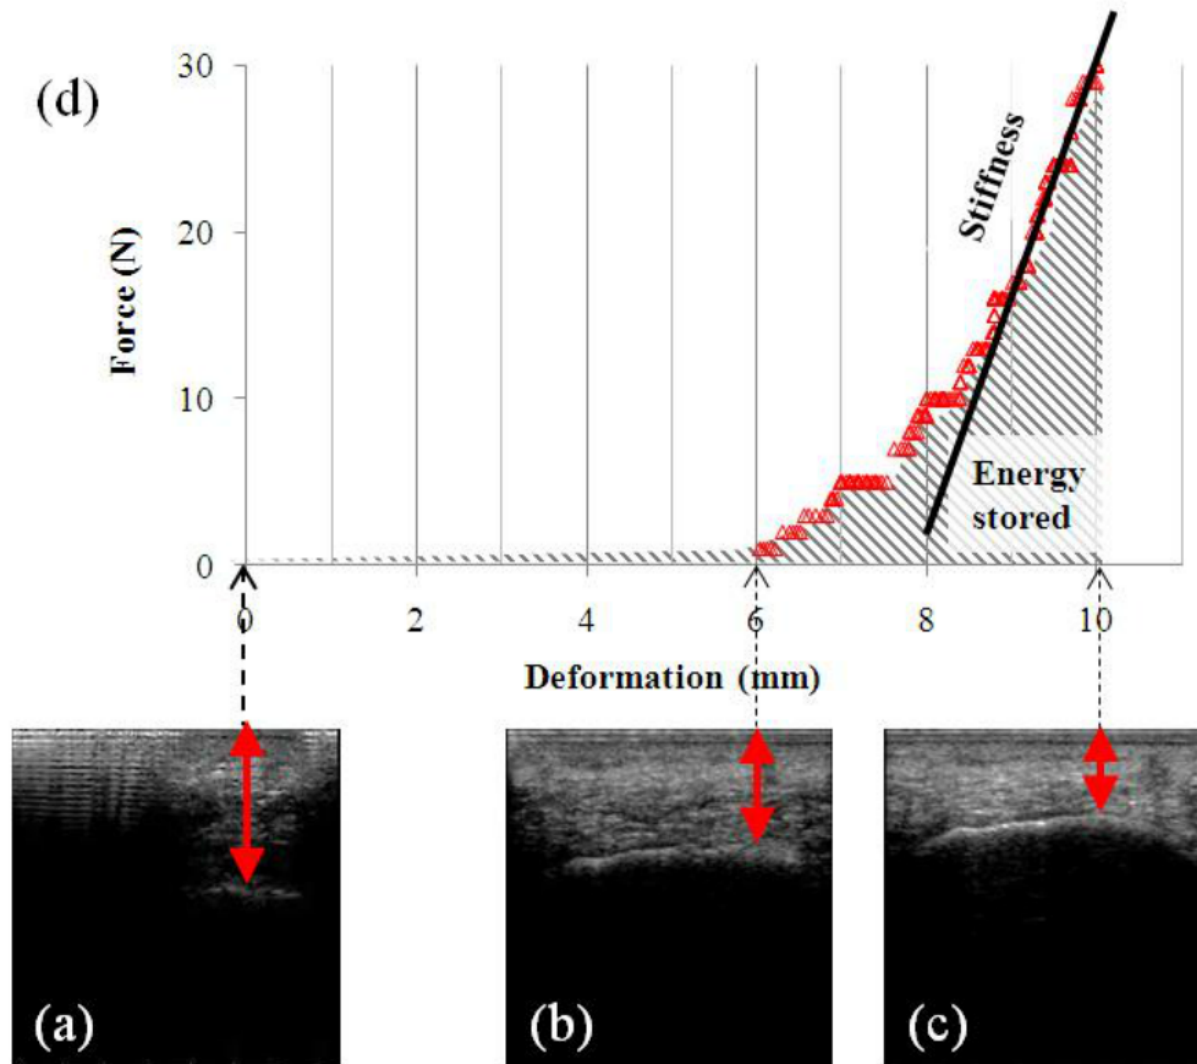 (d)
30
20
10
0
Force (N)
Stiffness
Energy
stored
0 2 4 6 8 10
Deformation (mm)
(a) (b) (c)